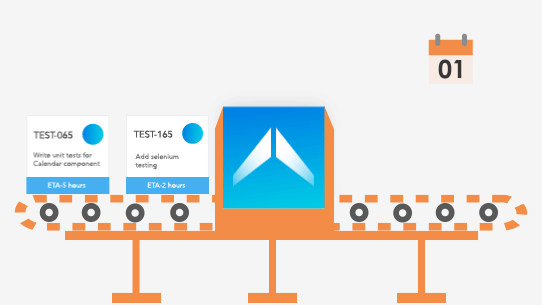 01
TEST-065
Write unit tests for
Calender component
ETA-5 hours
TEST-165
Add selenium
testing
ETA-2 hours